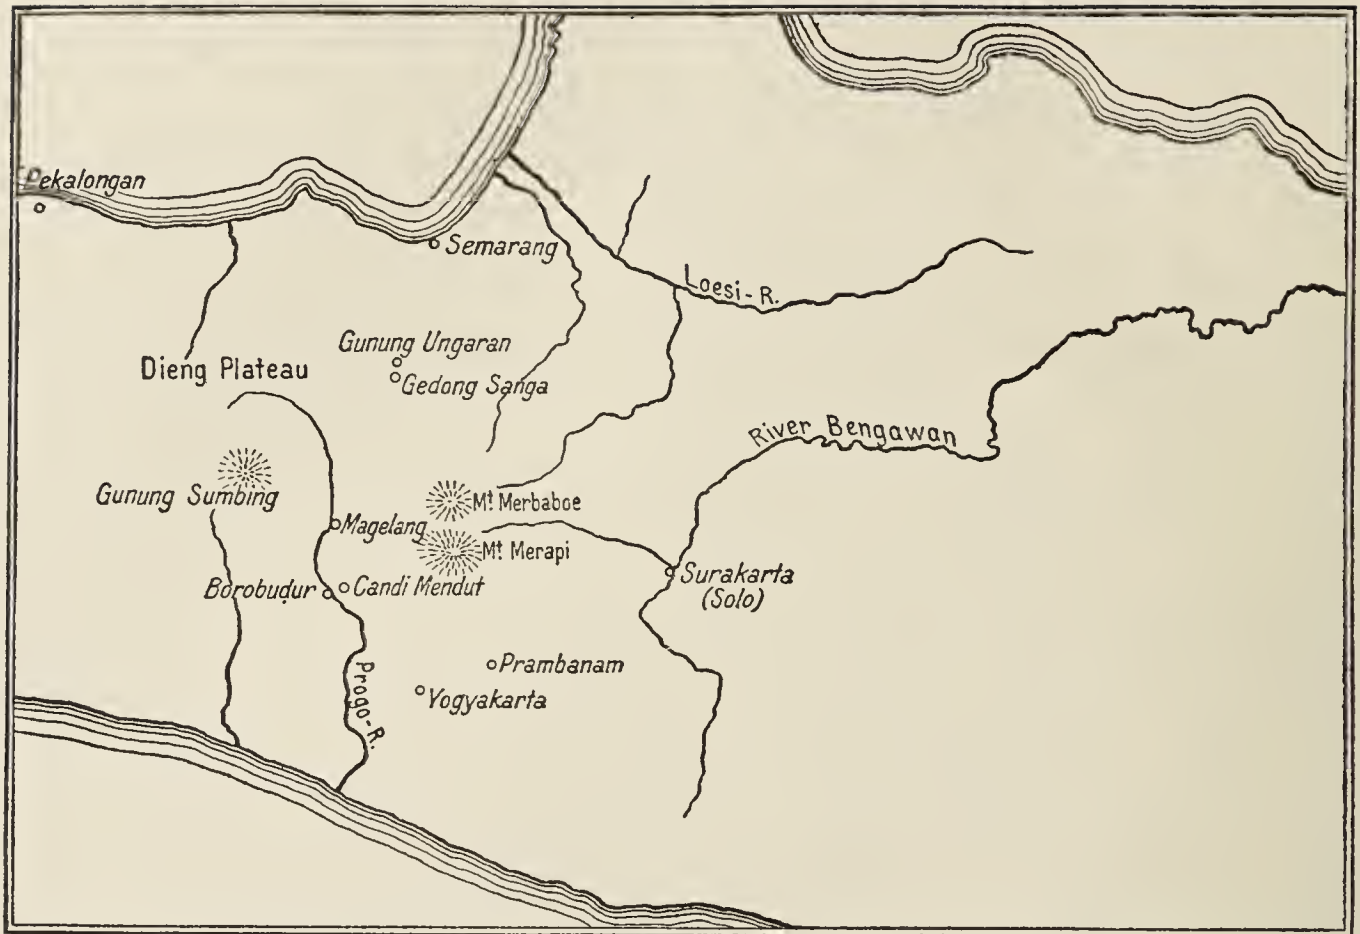 Pekalongan
Semarang
Loesi-R.
Gunung Ungaran
Dieng Plateau
Gedong Sanga
River Bengawan
Gunung Sumbing
Mt Merbaboe
Magelang
Mt Merapi
Surakarta
(Solo)
Borobuḍur
Candi Mendut
Prambanam
Yogyakarta
Progo-R.